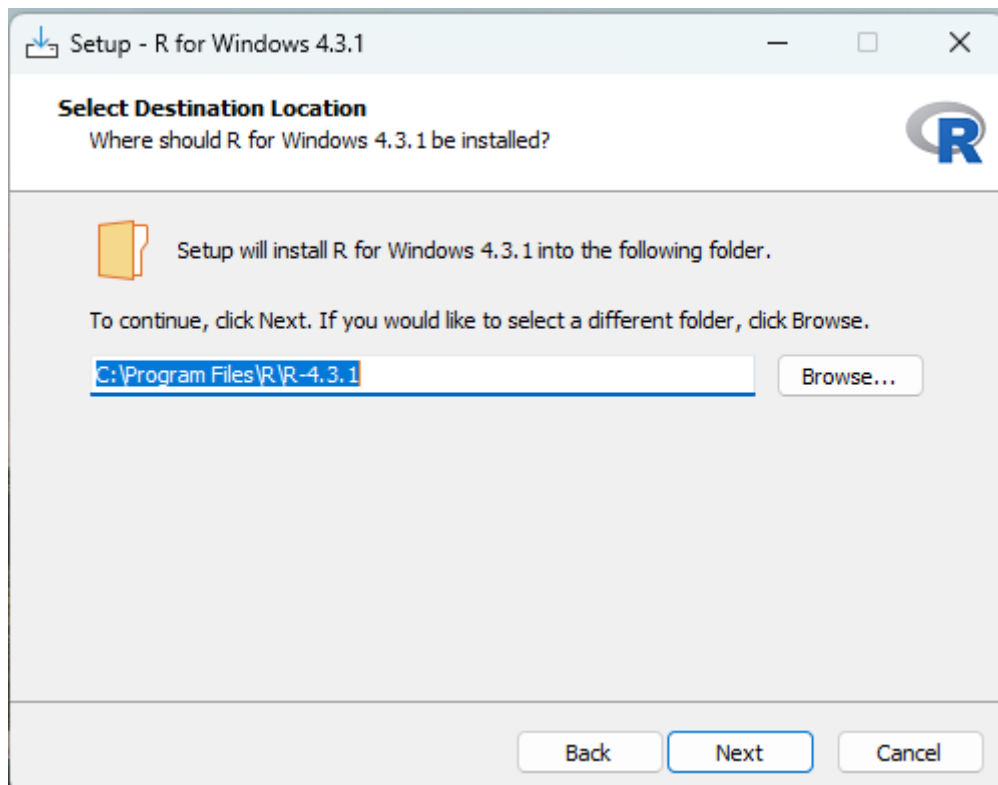 Setup - R for Windows 4.3.1
Select Destination Location
Where should R for Windows 4.3.1 be installed?
R
Setup will install R for Windows 4.3.1 into the following folder.
To continue, click Next. If you would like to select a different folder, click Browse.
C:\Program Files\R\R-4.3.1
Browse...
Back
Next
Cancel